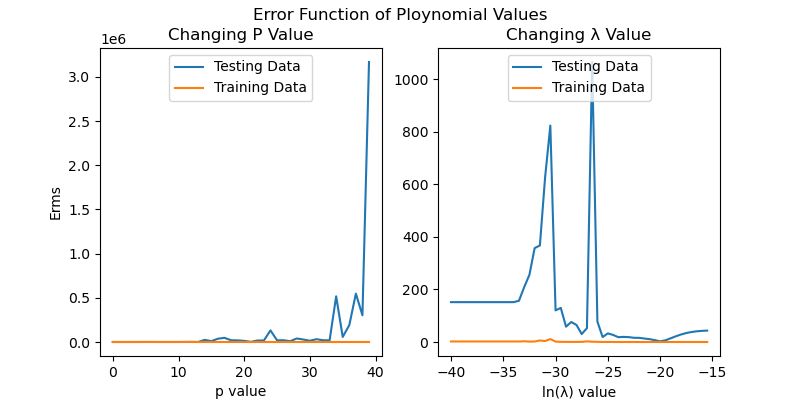 Error Function of Ploynomial Values
Changing P Value
1e6
Testing Data
Training Data
3.0
2.5
2.0
1.5
1.0
0.5
0.0
Erms
0 10 20 30 40
p value
Changing λ Value
Testing Data
Training Data
1000
800
600
400
200
0
−40 −35 −30 −25 −20 −15
ln(λ) value